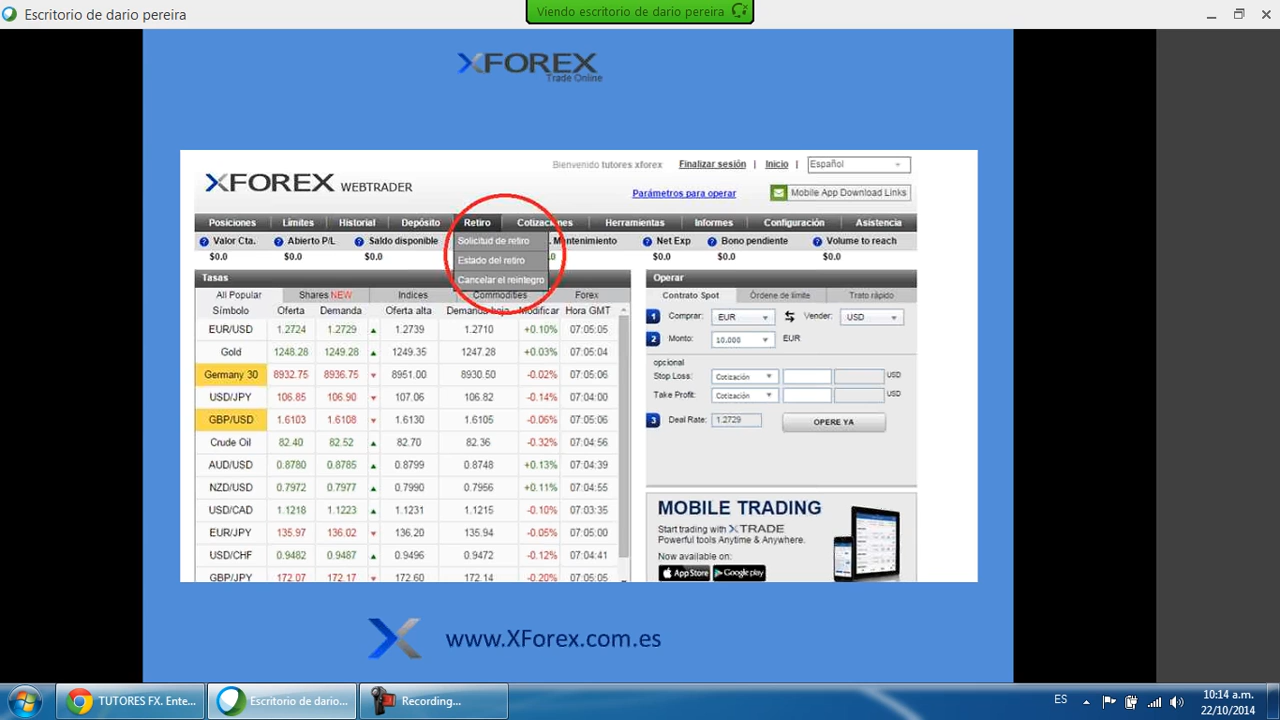 Escritorio de dario pereira
Viendo escritorio de dario pereira
XFOREX
Trade Online
Bienvenido tutores xforex Finalizar sesión | Inicio | Español
XFOREX WEBTRADER
Parámetros para operar Mobile App Download Links
Posiciones Límites Historial Depósito Retiro Cotizaciones Herramientas Informes Configuración Asistencia
Valor Cta. Abierto P/L Saldo disponible Mantenimiento Net Exp Bono pendiente Volume to reach
$0.0 $0.0 $0.0 $0.0 $0.0 $0.0
Solicitud de retiro
Estado del retiro
Cancelar el reintegro
Tasas
All Popular Shares NEW Indices Commodities Forex
Símbolo Oferta Demanda Oferta alta Demanda baja Modificar Hora GMT
EUR/USD 1.2724 1.2729 1.2739 1.2710 +0.10% 07:05:05
Gold 1248.28 1249.28 1249.35 1247.28 +0.03% 07:05:04
Germany 30 8932.75 8936.75 8951.00 8930.50 -0.02% 07:05:06
USD/JPY 106.85 106.90 107.06 106.82 -0.14% 07:04:00
GBP/USD 1.6103 1.6108 1.6130 1.6105 -0.06% 07:05:06
Crude Oil 82.40 82.52 82.70 82.36 -0.32% 07:04:56
AUD/USD 0.8780 0.8785 0.8799 0.8748 +0.13% 07:04:39
NZD/USD 0.7972 0.7977 0.7990 0.7956 +0.11% 07:04:55
USD/CAD 1.1218 1.1223 1.1231 1.1215 -0.10% 07:03:35
EUR/JPY 135.97 136.02 136.20 135.94 -0.05% 07:05:00
USD/CHF 0.9482 0.9487 0.9496 0.9472 -0.12% 07:04:41
GBP/JPY 172.07 172.17 172.60 172.14 -0.20% 07:05:05
Operar
Contrato Spot Órdene de límite Trato rápido
1 Comprar: EUR Vender: USD
2 Monto: 10.000 EUR
opcional
Stop Loss: Cotización USD
Take Profit: Cotización USD
3 Deal Rate: 1.2729 OPERE YA
MOBILE TRADING
Start trading with XTRADE
Powerful tools Anytime & Anywhere.
Now available on:
App Store Google play
www.XForex.com.es
TUTORES FX. Ente... Escritorio de dario... Recording... ES 10:14 a.m.
22/10/2014